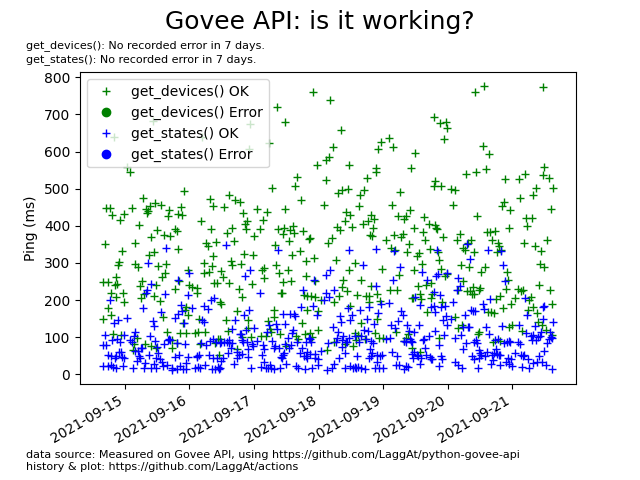 Govee API: is it working?
get_devices(): No recorded error in 7 days.
get_states(): No recorded error in 7 days.
get_devices() OK
get_devices() Error
get_states() OK
get_states() Error
Ping (ms)
800
700
600
500
400
300
200
100
0
2021-09-15
2021-09-16
2021-09-17
2021-09-18
2021-09-19
2021-09-20
2021-09-21
data source: Measured on Govee API, using https://github.com/LaggAt/python-govee-api
history & plot: https://github.com/LaggAt/actions